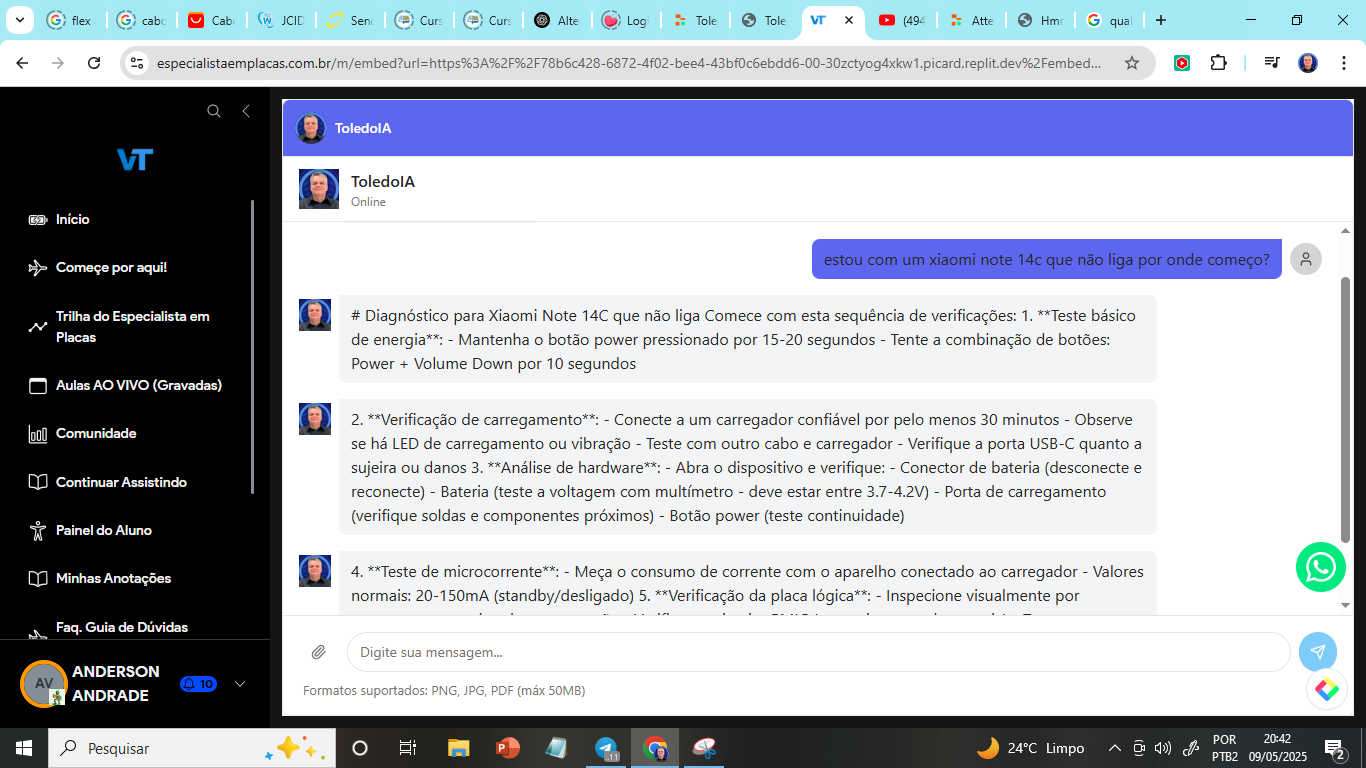 flex
cabc
Cabc
JCID
Senc
Curs
Curs
Alte
Logi
Tole
Tole
VT
(494
Atte
Hmr
qual
especialistaemplacas.com.br/m/embed?url=https%3A%2F%2F78b6c428-6872-4f02-bee4-43bf0c6ebdd6-00-30zctyog4xkw1.picard.replit.dev%2Fembed...
VT
Início
Começe por aqui!
Trilha do Especialista em
Placas
Aulas AO VIVO (Gravadas)
Comunidade
Continuar Assistindo
Painel do Aluno
Minhas Anotações
Faq. Guia de Dúvidas
AV
ANDERSON
ANDRADE
10
ToledoIA
ToledoIA
Online
estou com um xiaomi note 14c que não liga por onde começo?
# Diagnóstico para Xiaomi Note 14C que não liga Comece com esta sequência de verificações: 1. **Teste básico
de energia**: - Mantenha o botão power pressionado por 15-20 segundos - Tente a combinação de botões:
Power + Volume Down por 10 segundos
2. **Verificação de carregamento**: - Conecte a um carregador confiável por pelo menos 30 minutos - Observe
se há LED de carregamento ou vibração - Teste com outro cabo e carregador - Verifique a porta USB-C quanto a
sujeira ou danos 3. **Análise de hardware**: - Abra o dispositivo e verifique: - Conector de bateria (desconecte e
reconecte) - Bateria (teste a voltagem com multímetro - deve estar entre 3.7-4.2V) - Porta de carregamento
(verifique soldas e componentes próximos) - Botão power (teste continuidade)
4. **Teste de microcorrente**: - Meça o consumo de corrente com o aparelho conectado ao carregador - Valores
normais: 20-150mA (standby/desligado) 5. **Verificação da placa lógica**: - Inspecione visualmente por
Digite sua mensagem...
Formatos suportados: PNG, JPG, PDF (máx 50MB)
Pesquisar
11
24°C Limpo
POR
PTB2
20:42
09/05/2025
2